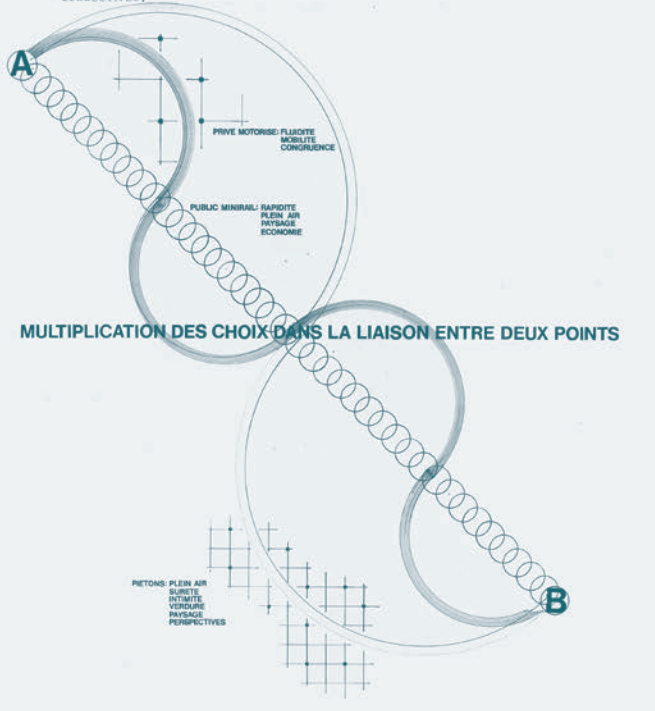 A
PRIVE MOTORISE: FLUIDITE
MOBILITE
CONGRUENCE
PUBLIC MINIRAIL: RAPIDITE
PLEIN AIR
PAYSAGE
ECONOMIE
MULTIPLICATION DES CHOIX DANS LA LIAISON ENTRE DEUX POINTS
PIETONS: PLEIN AIR
SURETE
INTIMITE
VERDURE
PAYSAGE
PERSPECTIVES
B